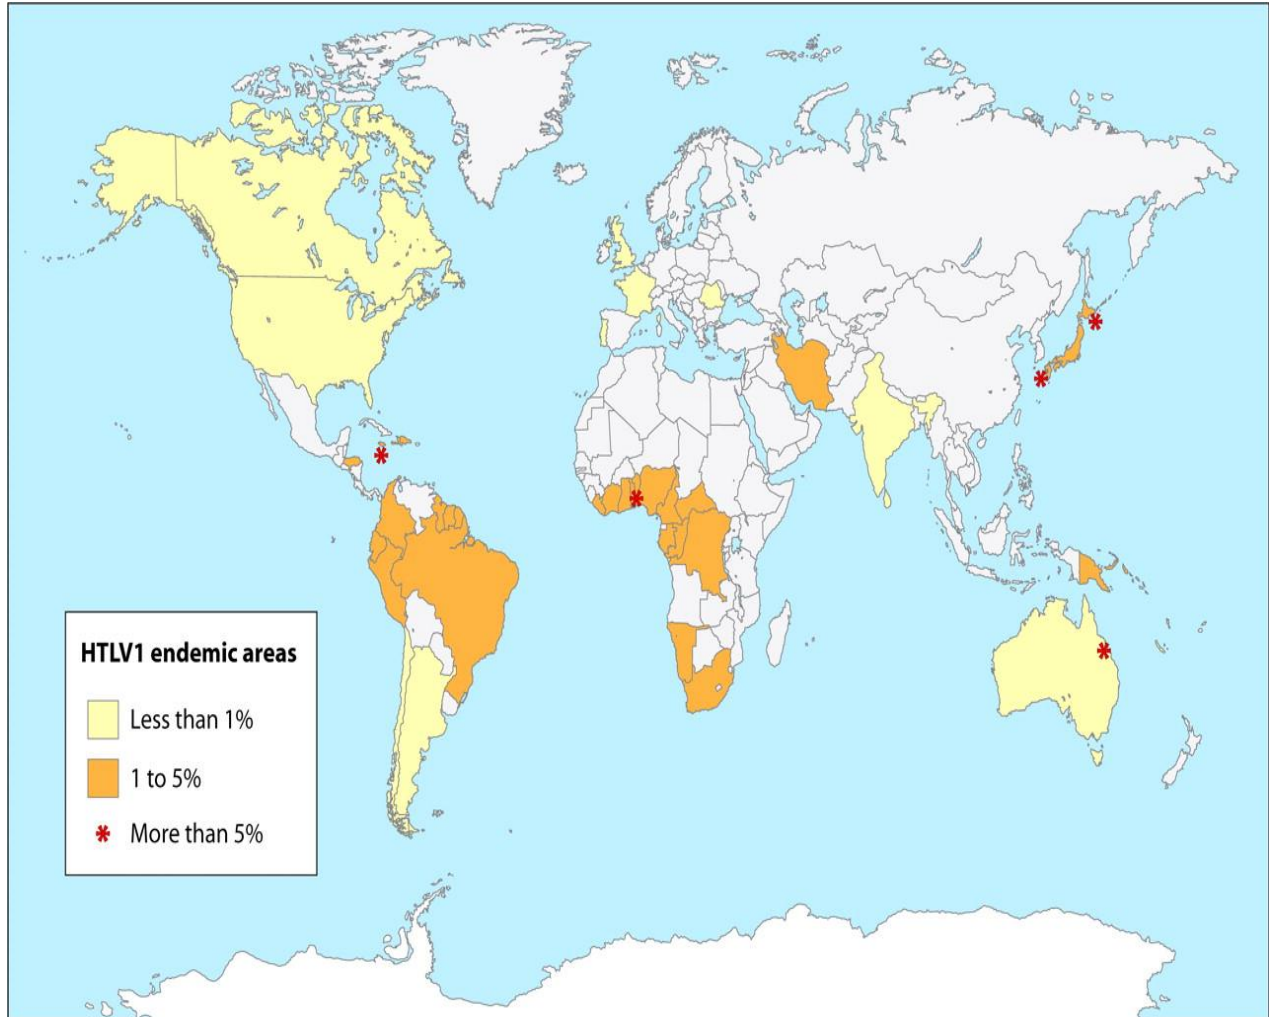 HTLV1 endemic areas
Less than 1%
1 to 5%
More than 5%